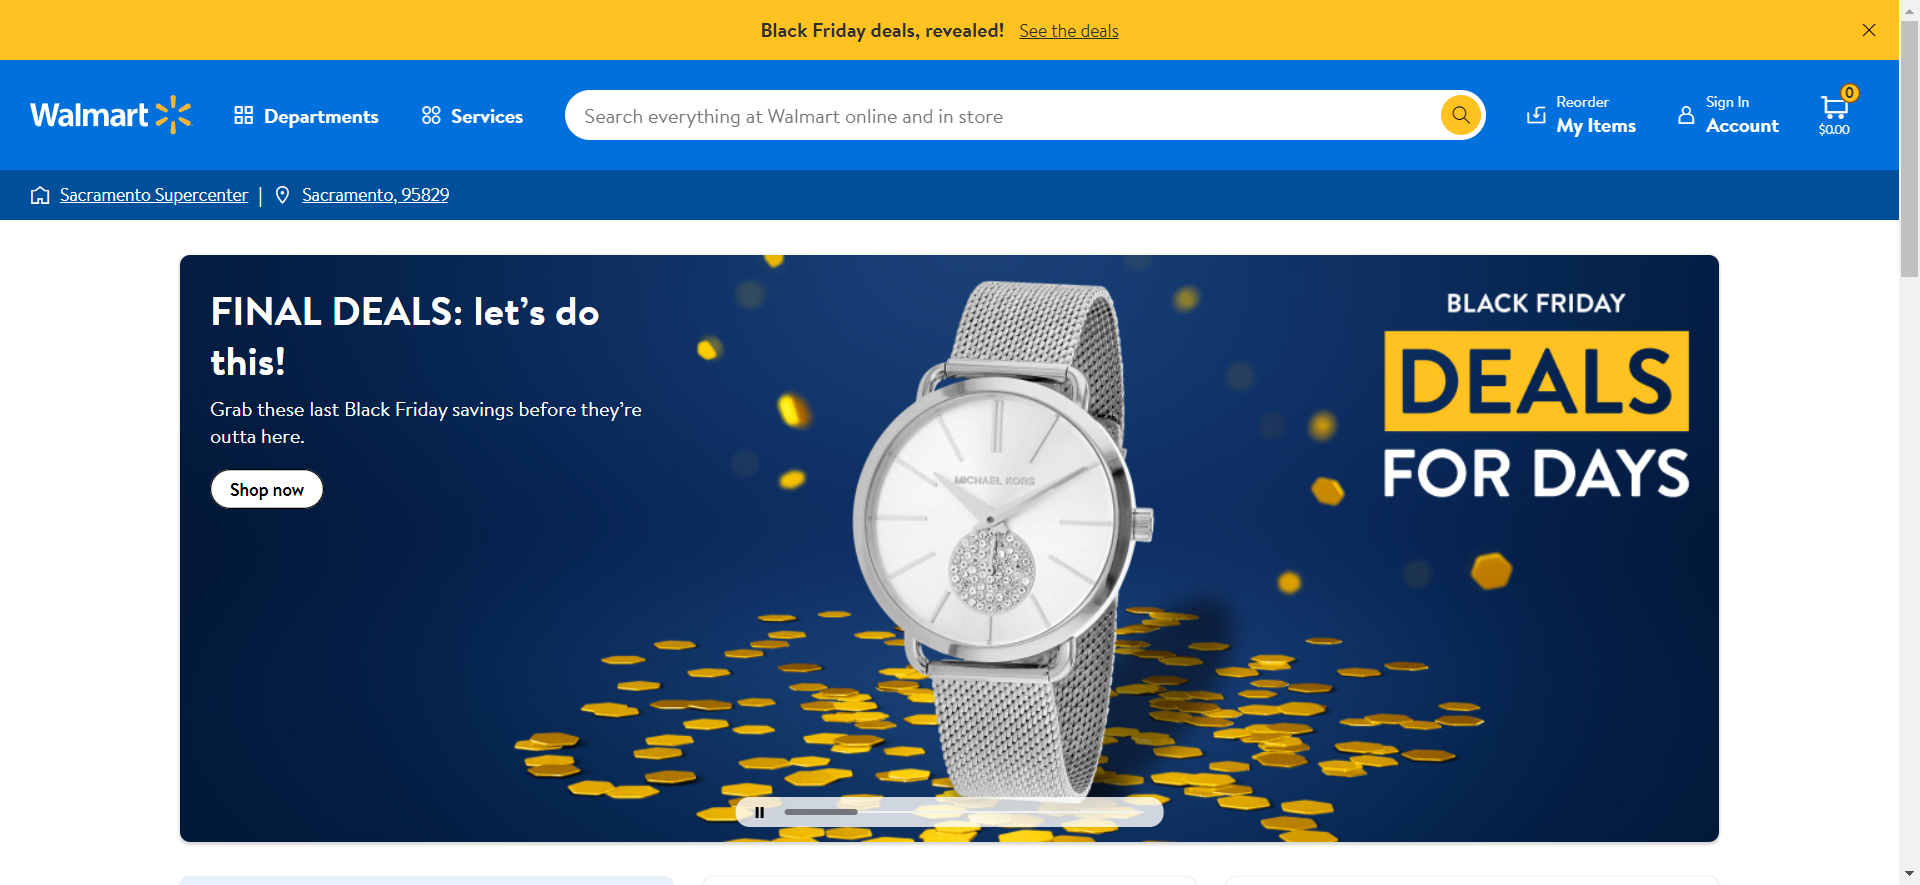 Black Friday deals, revealed! See the deals
Walmart
Departments
Services
Search everything at Walmart online and in store
Reorder
My Items
Sign In
Account
0
$0.00
Sacramento Supercenter | Sacramento, 95829
FINAL DEALS: let’s do
this!
Grab these last Black Friday savings before they’re
outta here.
Shop now
MICHAEL KORS
BLACK FRIDAY
DEALS
FOR DAYS